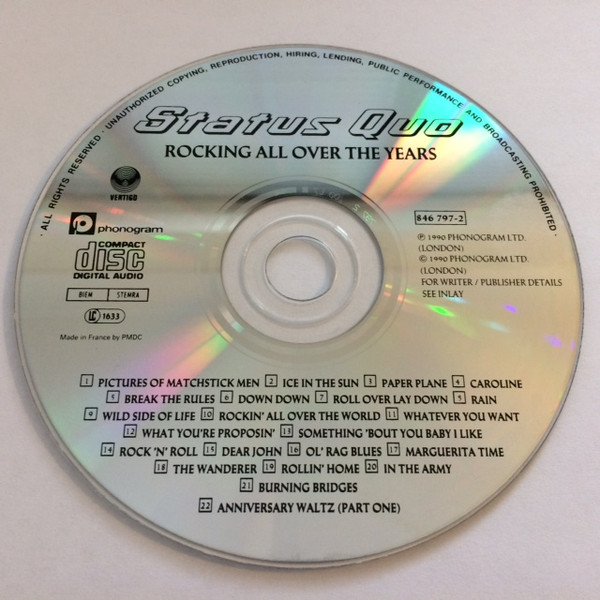 · ALL RIGHTS RESERVED · UNAUTHORIZED COPYING, REPRODUCTION, HIRING, LENDING, PUBLIC PERFORMANCE AND BROADCASTING PROHIBITED ·
Status Quo
ROCKING ALL OVER THE YEARS
VERTIGO
phonogram
COMPACT
disc
DIGITAL AUDIO
BIEM STEMRA
LC 1633
Made in France by PMDC
846 797-2
℗ 1990 PHONOGRAM LTD.
(LONDON)
© 1990 PHONOGRAM LTD.
(LONDON)
FOR WRITER / PUBLISHER DETAILS
SEE INLAY
1 PICTURES OF MATCHSTICK MEN 2 ICE IN THE SUN 3 PAPER PLANE 4 CAROLINE
5 BREAK THE RULES 6 DOWN DOWN 7 ROLL OVER LAY DOWN RAIN
9 WILD SIDE OF LIFE 10 ROCKIN' ALL OVER THE WORLD 11 WHATEVER YOU WANT
12 WHAT YOU'RE PROPOSIN' 13 SOMETHING 'BOUT YOU BABY I LIKE
14 ROCK 'N' ROLL 15 DEAR JOHN 16 OL' RAG BLUES 17 MARGUERITA TIME
18 THE WANDERER 19 ROLLIN' HOME 20 IN THE ARMY
21 BURNING BRIDGES
22 ANNIVERSARY WALTZ (PART ONE)